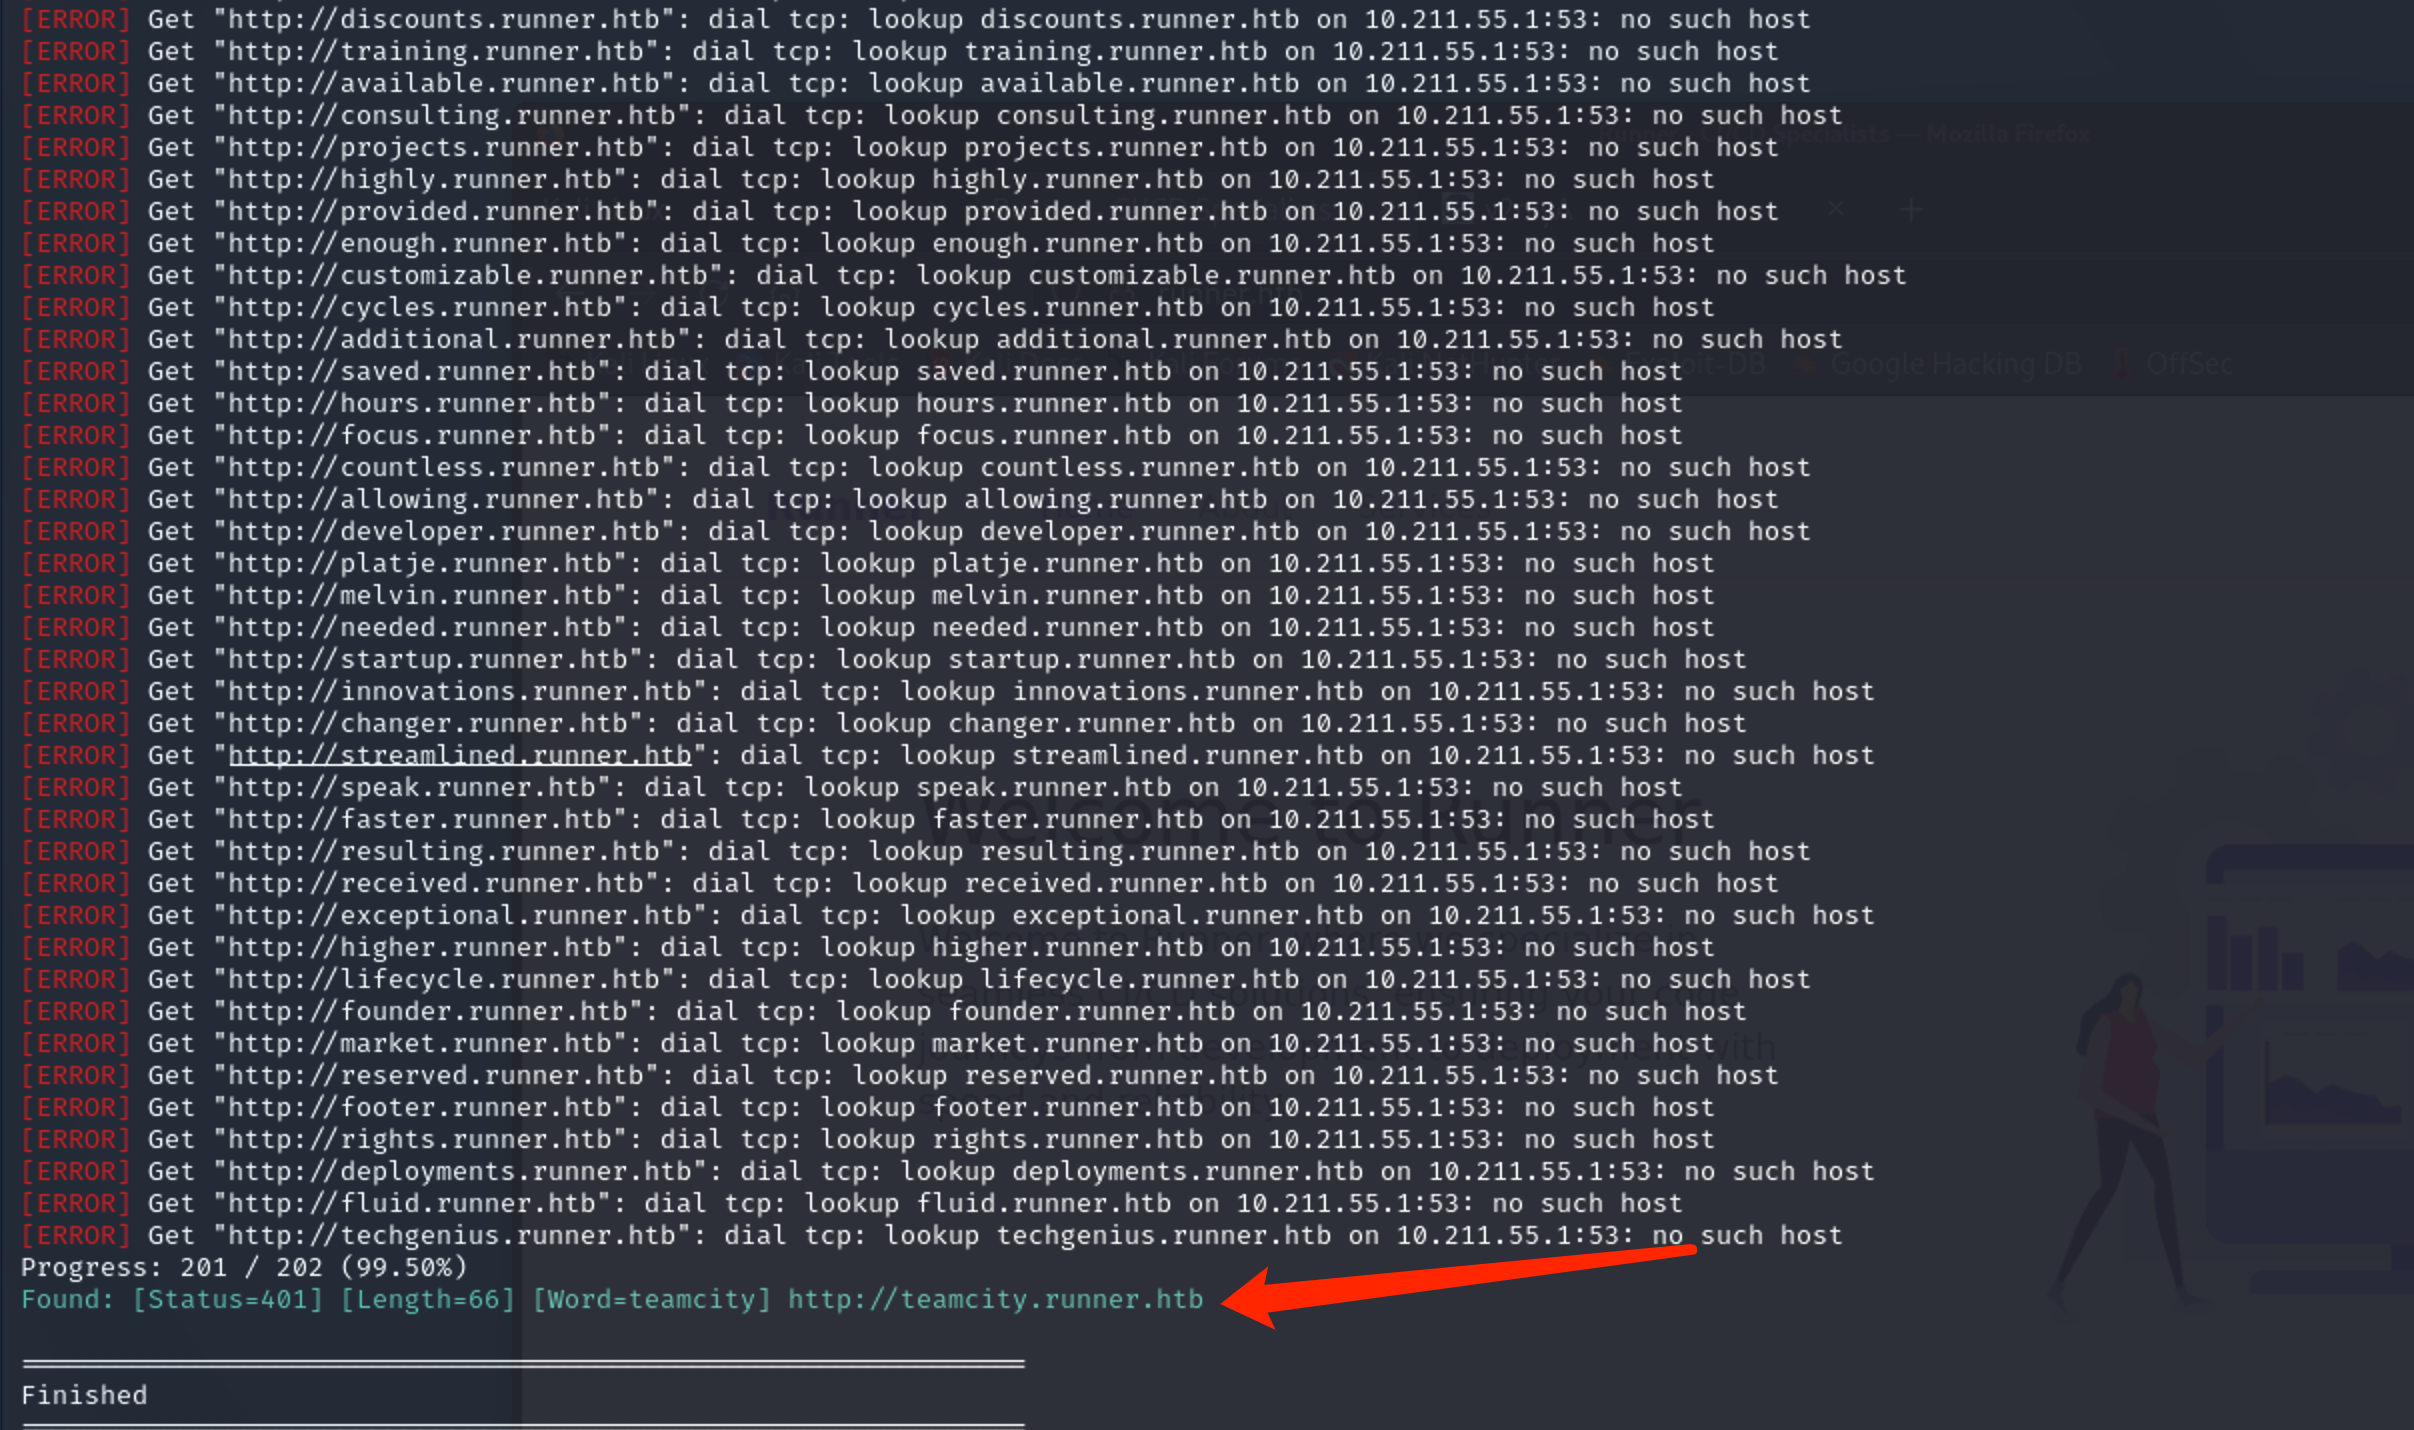 [ERROR] Get "http://discounts.runner.htb": dial tcp: lookup discounts.runner.htb on 10.211.55.1:53: no such host
[ERROR] Get "http://training.runner.htb": dial tcp: lookup training.runner.htb on 10.211.55.1:53: no such host
[ERROR] Get "http://available.runner.htb": dial tcp: lookup available.runner.htb on 10.211.55.1:53: no such host
[ERROR] Get "http://consulting.runner.htb": dial tcp: lookup consulting.runner.htb on 10.211.55.1:53: no such host
Specialists — Mozilla Firefox
[ERROR] Get "http://projects.runner.htb": dial tcp: lookup projects.runner.htb on 10.211.55.1:53: no such host
[ERROR] Get "http://highly.runner.htb": dial tcp: lookup highly.runner.htb on 10.211.55.1:53: no such host
[ERROR] Get "http://provided.runner.htb": dial tcp: lookup provided.runner.htb on 10.211.55.1:53: no such host
[ERROR] Get "http://enough.runner.htb": dial tcp: lookup enough.runner.htb on 10.211.55.1:53: no such host
[ERROR] Get "http://customizable.runner.htb": dial tcp: lookup customizable.runner.htb on 10.211.55.1:53: no such host
[ERROR] Get "http://cycles.runner.htb": dial tcp: lookup cycles.runner.htb on 10.211.55.1:53: no such host
[ERROR] Get "http://additional.runner.htb": dial tcp: lookup additional.runner.htb on 10.211.55.1:53: no such host
Exploit-DB Google Hacking DB OffSec
[ERROR] Get "http://saved.runner.htb": dial tcp: lookup saved.runner.htb on 10.211.55.1:53: no such host
[ERROR] Get "http://hours.runner.htb": dial tcp: lookup hours.runner.htb on 10.211.55.1:53: no such host
[ERROR] Get "http://focus.runner.htb": dial tcp: lookup focus.runner.htb on 10.211.55.1:53: no such host
[ERROR] Get "http://countless.runner.htb": dial tcp: lookup countless.runner.htb on 10.211.55.1:53: no such host
[ERROR] Get "http://allowing.runner.htb": dial tcp: lookup allowing.runner.htb on 10.211.55.1:53: no such host
[ERROR] Get "http://developer.runner.htb": dial tcp: lookup developer.runner.htb on 10.211.55.1:53: no such host
[ERROR] Get "http://platje.runner.htb": dial tcp: lookup platje.runner.htb on 10.211.55.1:53: no such host
[ERROR] Get "http://melvin.runner.htb": dial tcp: lookup melvin.runner.htb on 10.211.55.1:53: no such host
[ERROR] Get "http://needed.runner.htb": dial tcp: lookup needed.runner.htb on 10.211.55.1:53: no such host
[ERROR] Get "http://startup.runner.htb": dial tcp: lookup startup.runner.htb on 10.211.55.1:53: no such host
[ERROR] Get "http://innovations.runner.htb": dial tcp: lookup innovations.runner.htb on 10.211.55.1:53: no such host
[ERROR] Get "http://changer.runner.htb": dial tcp: lookup changer.runner.htb on 10.211.55.1:53: no such host
[ERROR] Get "http://streamlined.runner.htb": dial tcp: lookup streamlined.runner.htb on 10.211.55.1:53: no such host
[ERROR] Get "http://speak.runner.htb": dial tcp: lookup speak.runner.htb on 10.211.55.1:53: no such host
Welcome to Runner
[ERROR] Get "http://faster.runner.htb": dial tcp: lookup faster.runner.htb on 10.211.55.1:53: no such host
[ERROR] Get "http://resulting.runner.htb": dial tcp: lookup resulting.runner.htb on 10.211.55.1:53: no such host
[ERROR] Get "http://received.runner.htb": dial tcp: lookup received.runner.htb on 10.211.55.1:53: no such host
[ERROR] Get "http://exceptional.runner.htb": dial tcp: lookup exceptional.runner.htb on 10.211.55.1:53: no such host
[ERROR] Get "http://higher.runner.htb": dial tcp: lookup higher.runner.htb on 10.211.55.1:53: no such host
Welcome to Runner, where we specialize in
[ERROR] Get "http://lifecycle.runner.htb": dial tcp: lookup lifecycle.runner.htb on 10.211.55.1:53: no such host
seamless CI/CD solutions, ensuring your code
[ERROR] Get "http://founder.runner.htb": dial tcp: lookup founder.runner.htb on 10.211.55.1:53: no such host
[ERROR] Get "http://market.runner.htb": dial tcp: lookup market.runner.htb on 10.211.55.1:53: no such host
journeys from development to deployment with
[ERROR] Get "http://reserved.runner.htb": dial tcp: lookup reserved.runner.htb on 10.211.55.1:53: no such host
[ERROR] Get "http://footer.runner.htb": dial tcp: lookup footer.runner.htb on 10.211.55.1:53: no such host
[ERROR] Get "http://rights.runner.htb": dial tcp: lookup rights.runner.htb on 10.211.55.1:53: no such host
[ERROR] Get "http://deployments.runner.htb": dial tcp: lookup deployments.runner.htb on 10.211.55.1:53: no such host
[ERROR] Get "http://fluid.runner.htb": dial tcp: lookup fluid.runner.htb on 10.211.55.1:53: no such host
[ERROR] Get "http://techgenius.runner.htb": dial tcp: lookup techgenius.runner.htb on 10.211.55.1:53: no such host
Progress: 201 / 202 (99.50%)
Found: [Status=401] [Length=66] [Word=teamcity] http://teamcity.runner.htb
Finished